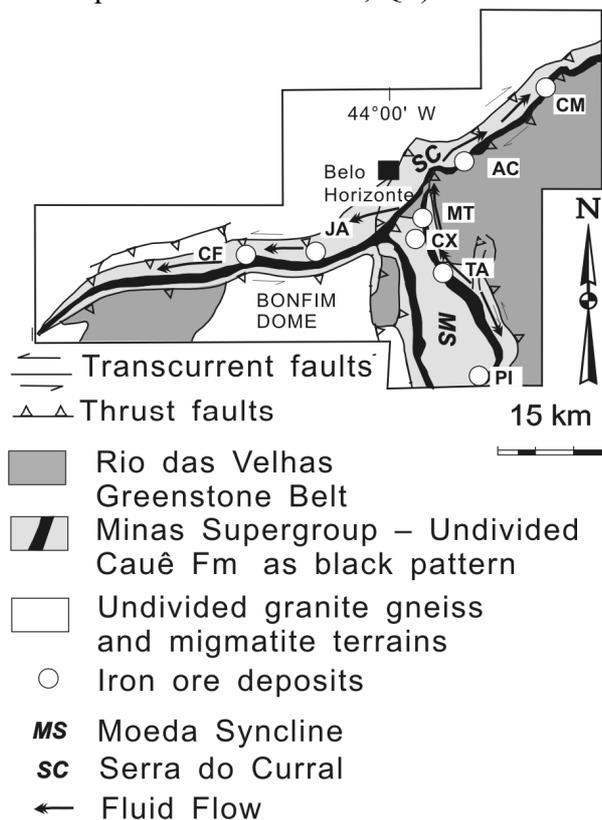 44°00' W
CM
SC
AC
Belo
Horizonte
N
MT
JA
CX
CF
TA
BONFIM
DOME
MS
PI
Transcurrent faults
Thrust faults
15 km
Rio das Velhas
Greenstone Belt
Minas Supergroup – Undivided
Cauê Fm as black pattern
Undivided granite gneiss
and migmatite terrains
Iron ore deposits
MS Moeda Syncline
SC Serra do Curral
Fluid Flow